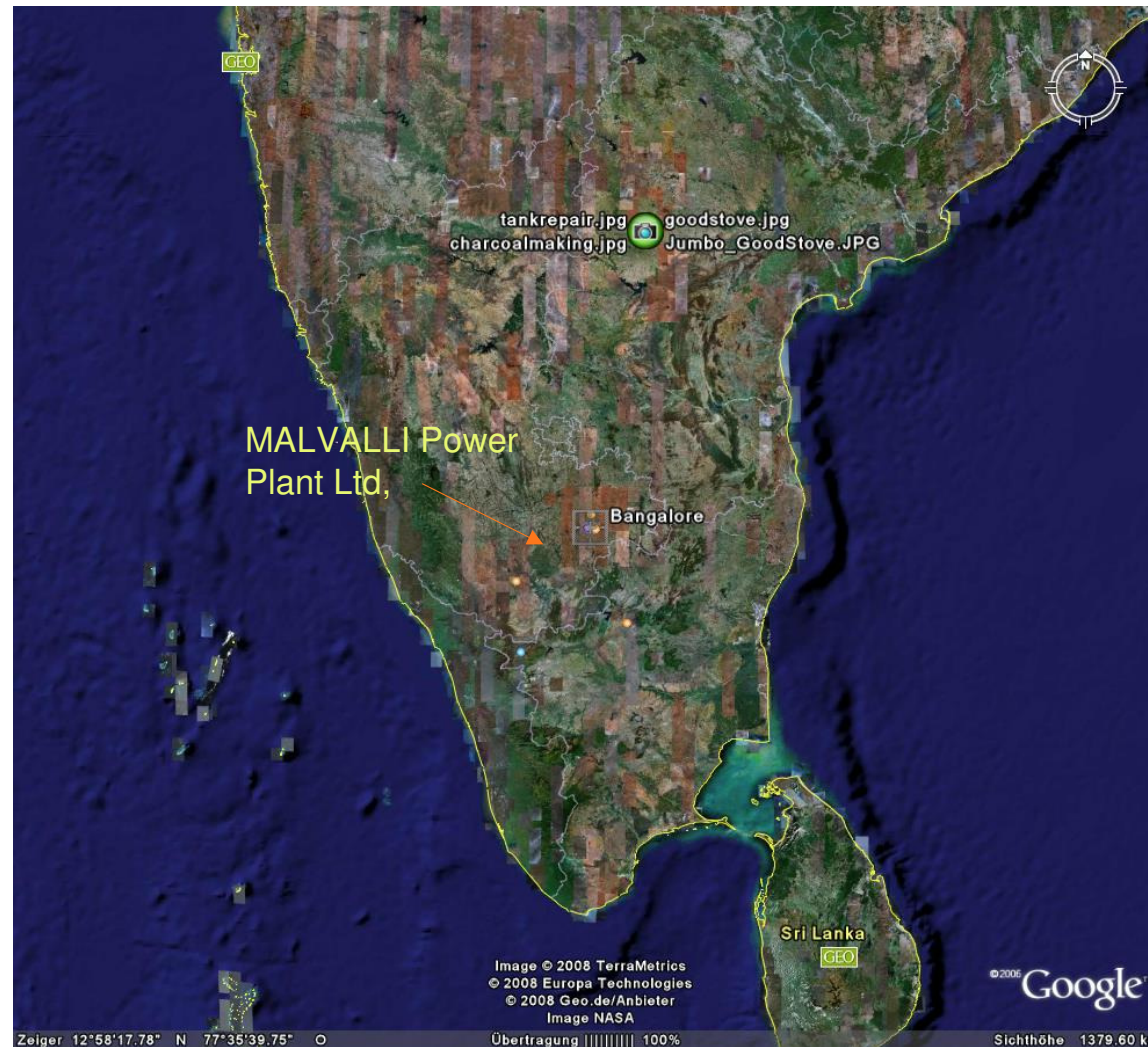 GEO
N
tankrepair.jpg goodstove.jpg
charcoalmaking.jpg Jumbo_GoodStove.JPG
MALVALLI Power
Plant Ltd,
Bangalore
Sri Lanka
GEO
Image © 2008 TerraMetrics
© 2008 Europa Technologies
© 2008 Geo.de/Anbieter
Image NASA
©2006 Google
Zeiger 12°58'17.78" N 77°35'39.75" O Übertragung |||||||||| 100% Sichthöhe 1379.60